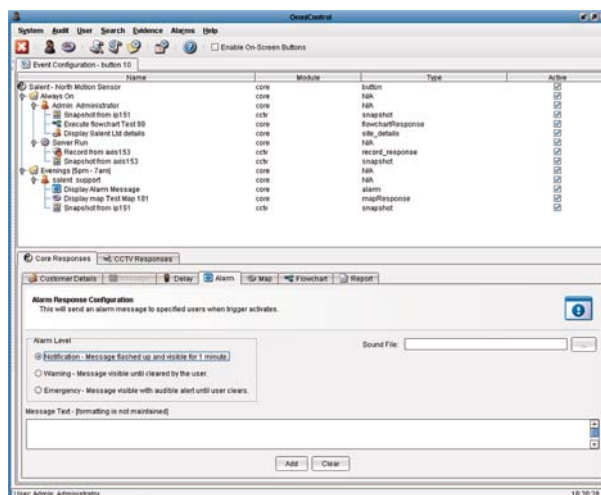 OmniControl
System Audit User Search Evidence Alarms Help
Enable On-Screen Buttons
Event Configuration - button 10
Name Module Type Active
Salent - North Motion Sensor core button
Always On core N/A
Admin Administrator core N/A
Snapshot from ip151 cctv snapshot
Execute flowchart Test 99 core flowchartResponse
Display Salent Ltd details core site_details
Server Run core N/A
Record from axis153 cctv record_response
Snapshot from axis153 cctv snapshot
Evenings [5pm - 7am] core N/A
salent support core N/A
Display Alarm Message core alarm
Display map Test Map 181 core mapResponse
Snapshot from ip151 cctv snapshot
Core Responses CCTV Responses
Customer Details Message Delay Alarm Map Flowchart Report
Alarm Response Configuration
This will send an alarm message to specified users when trigger activates.
Alarm Level
Sound File: ...
Notification - Message flashed up and visible for 1 minute.
Warning - Message visible until cleared by the user.
Emergency - Message visible with audible alert until user clears.
Message Text - [formatting is not maintained]
Add Clear
User: Admin Administrator